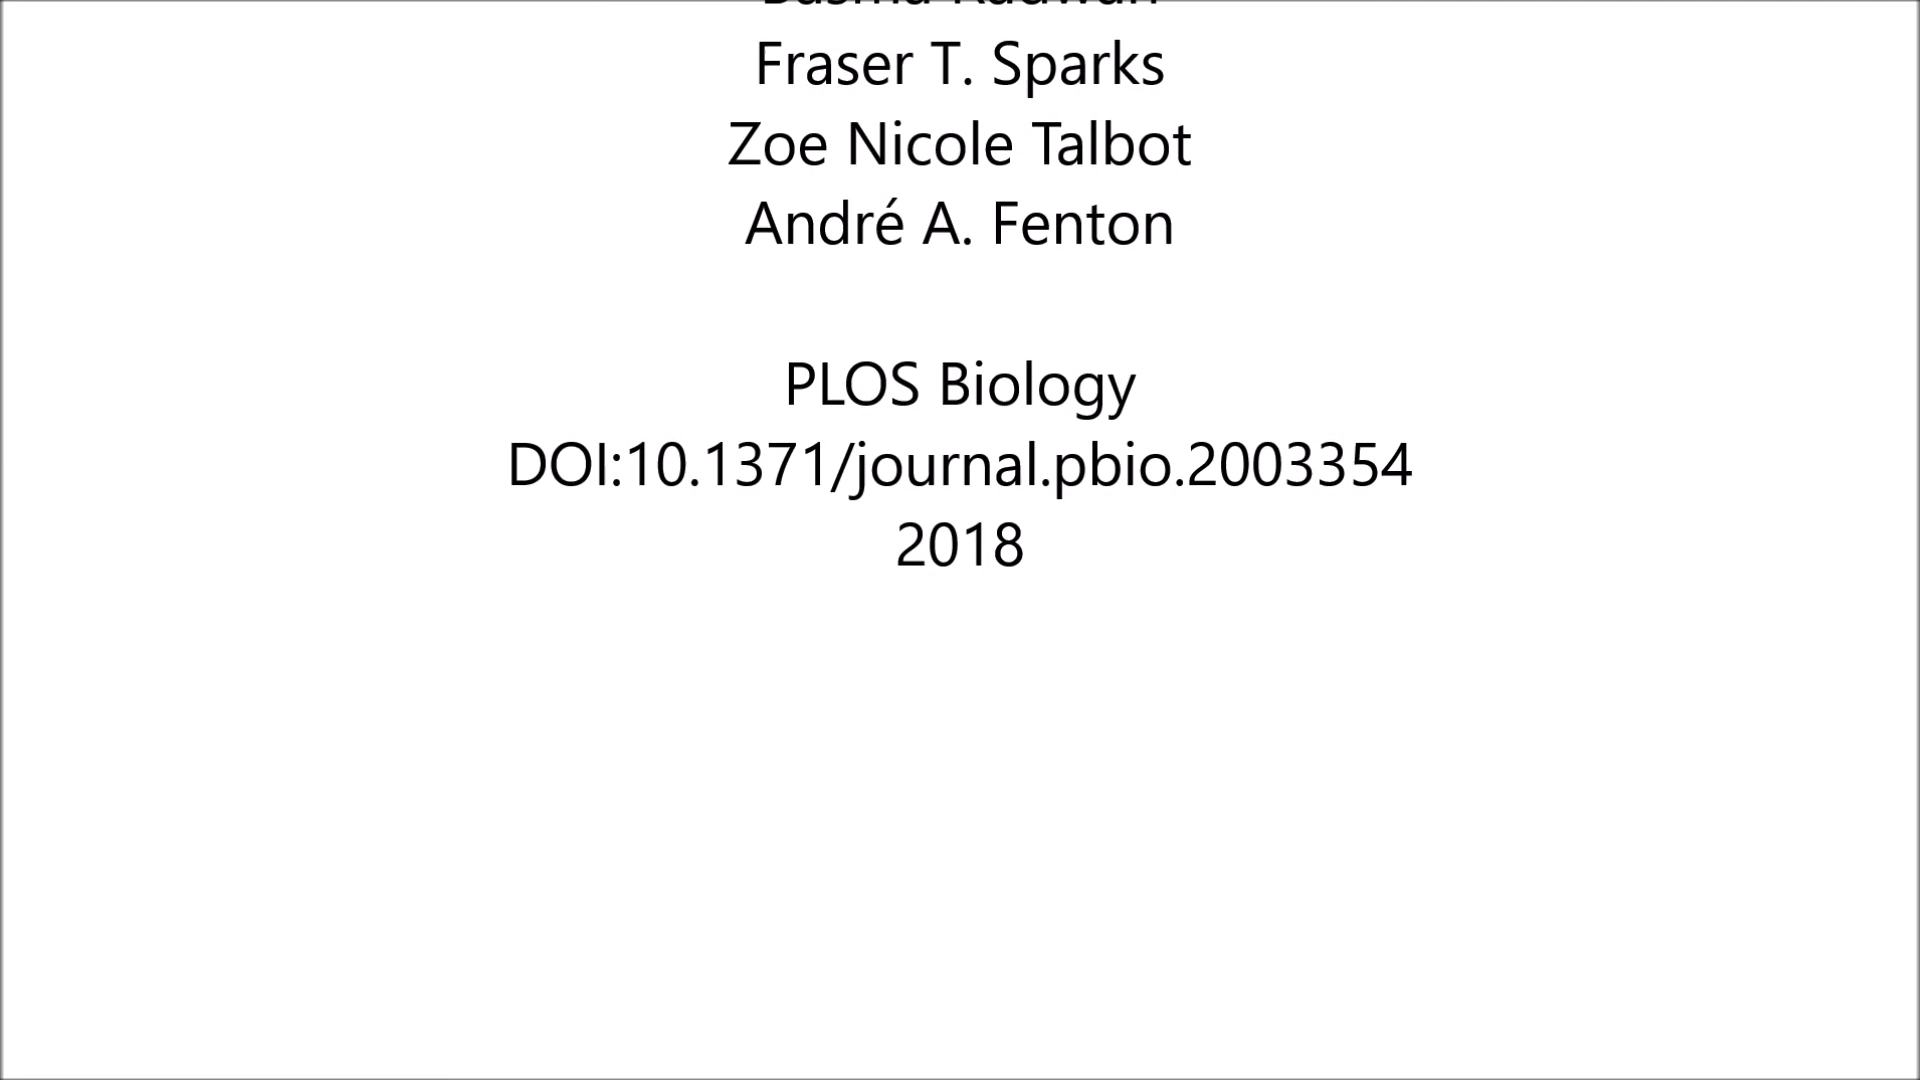 Fraser T. Sparks
Zoe Nicole Talbot
André A. Fenton
PLOS Biology
DOI:10.1371/journal.pbio.2003354
2018